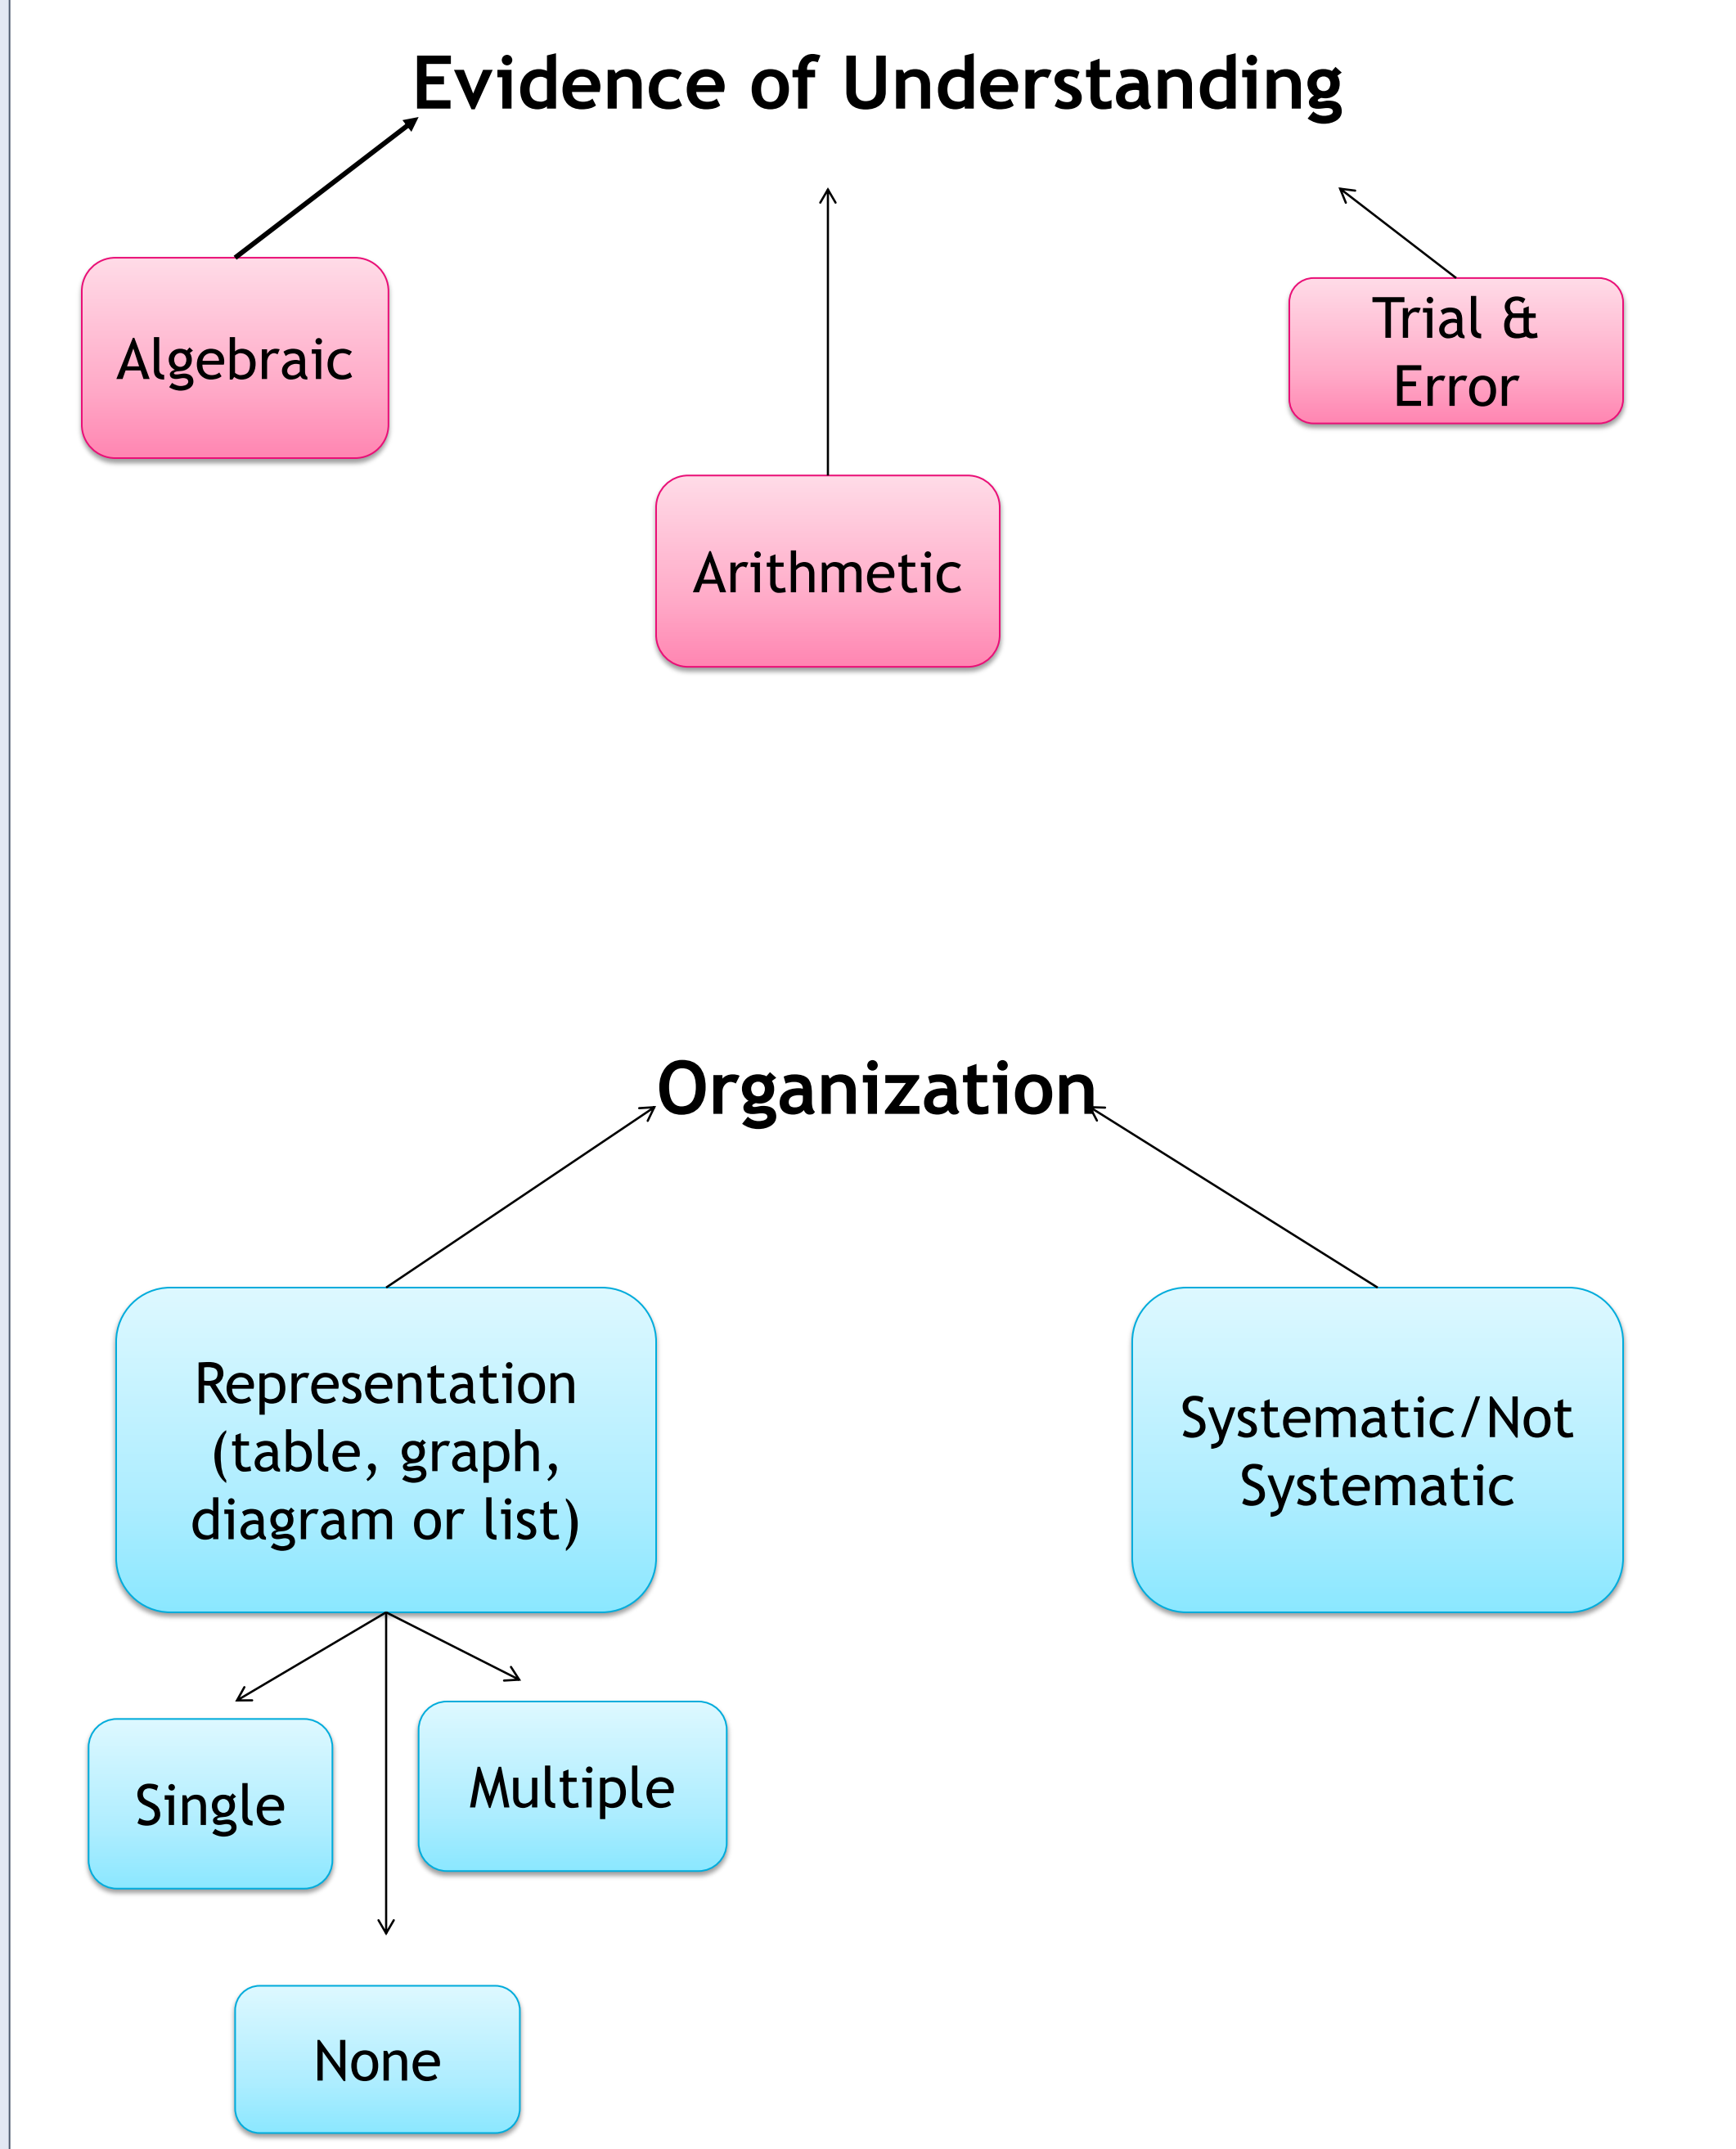 Evidence of Understanding
Algebraic
Trial &
Error
Arithmetic
Organization
Representation
(table, graph,
diagram or list)
Systematic/Not
Systematic
Single
Multiple
None